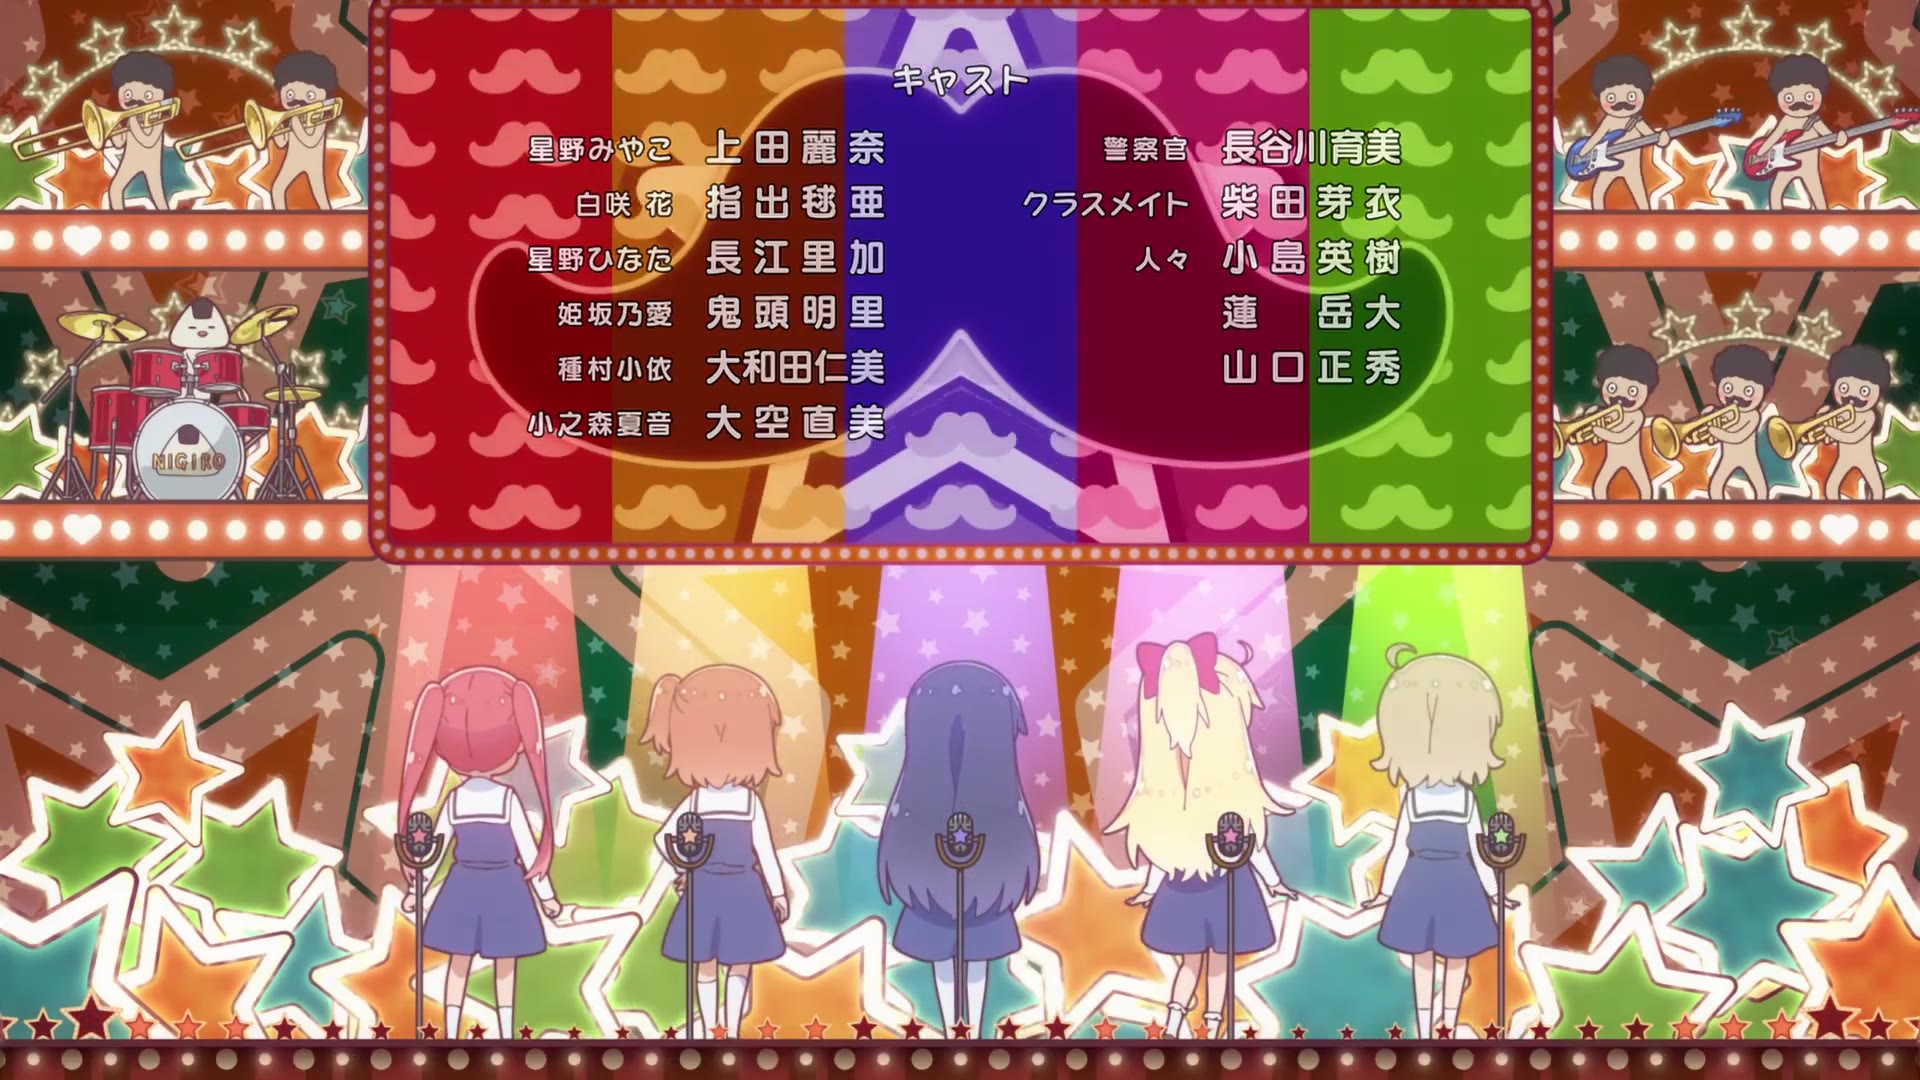 キャスト
星野みやこ 上田麗奈
白咲 花 指出毬亜
星野ひなた 長江里加
姫坂乃愛 鬼頭明里
種村小依 大和田仁美
小之森夏音 大空直美
警察官 長谷川育美
クラスメイト 柴田芽衣
人々 小島英樹
蓮 岳大
山口正秀
NIGIRO